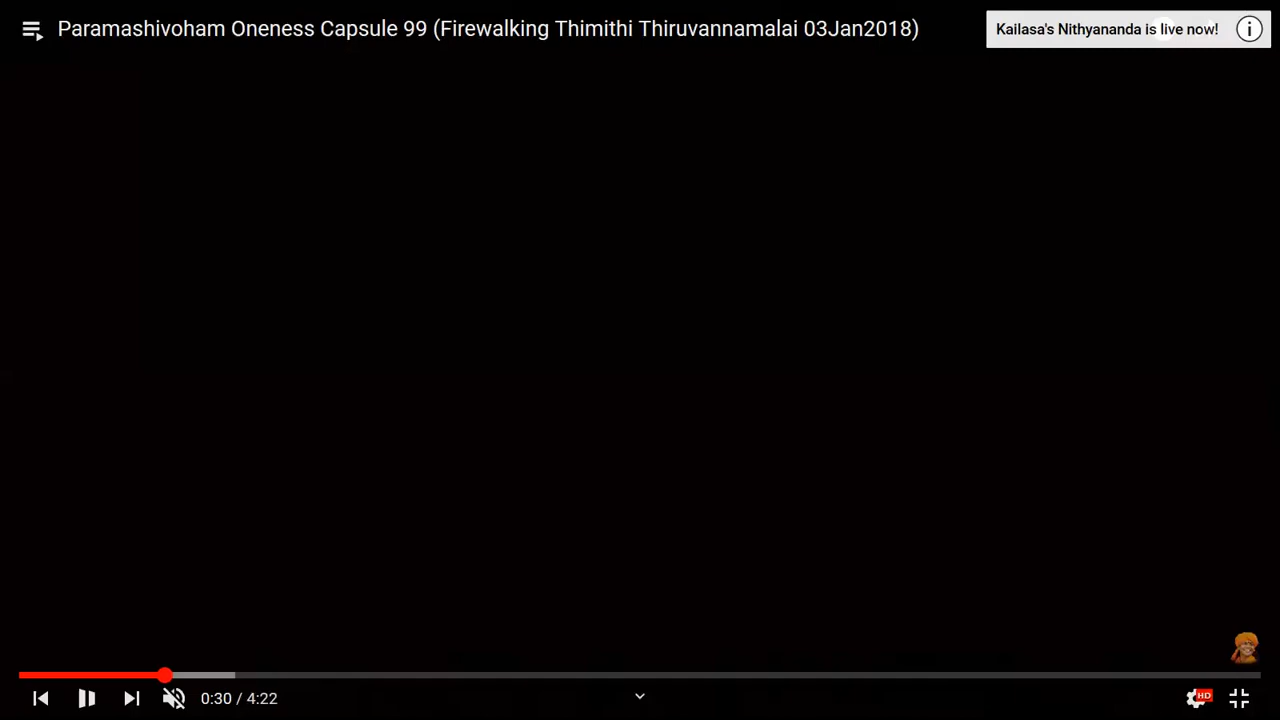 Paramashivoham Oneness Capsule 99 (Firewalking Thimithi Thiruvannamalai 03Jan2018)
Kailasa's Nithyananda is live now!
0:30 / 4:22
HD